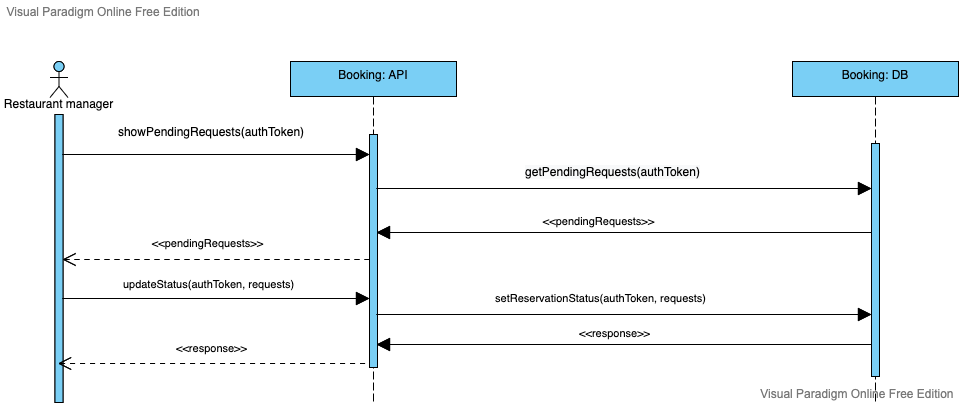 Visual Paradigm Online Free Edition
Booking: API
Booking: DB
Restaurant manager
showPendingRequests(authToken)
getPendingRequests(authToken)
<<pendingRequests>>
<<pendingRequests>>
updateStatus(authToken, requests)
setReservationStatus(authToken, requests)
<<response>>
<<response>>
Visual Paradigm Online Free Edition